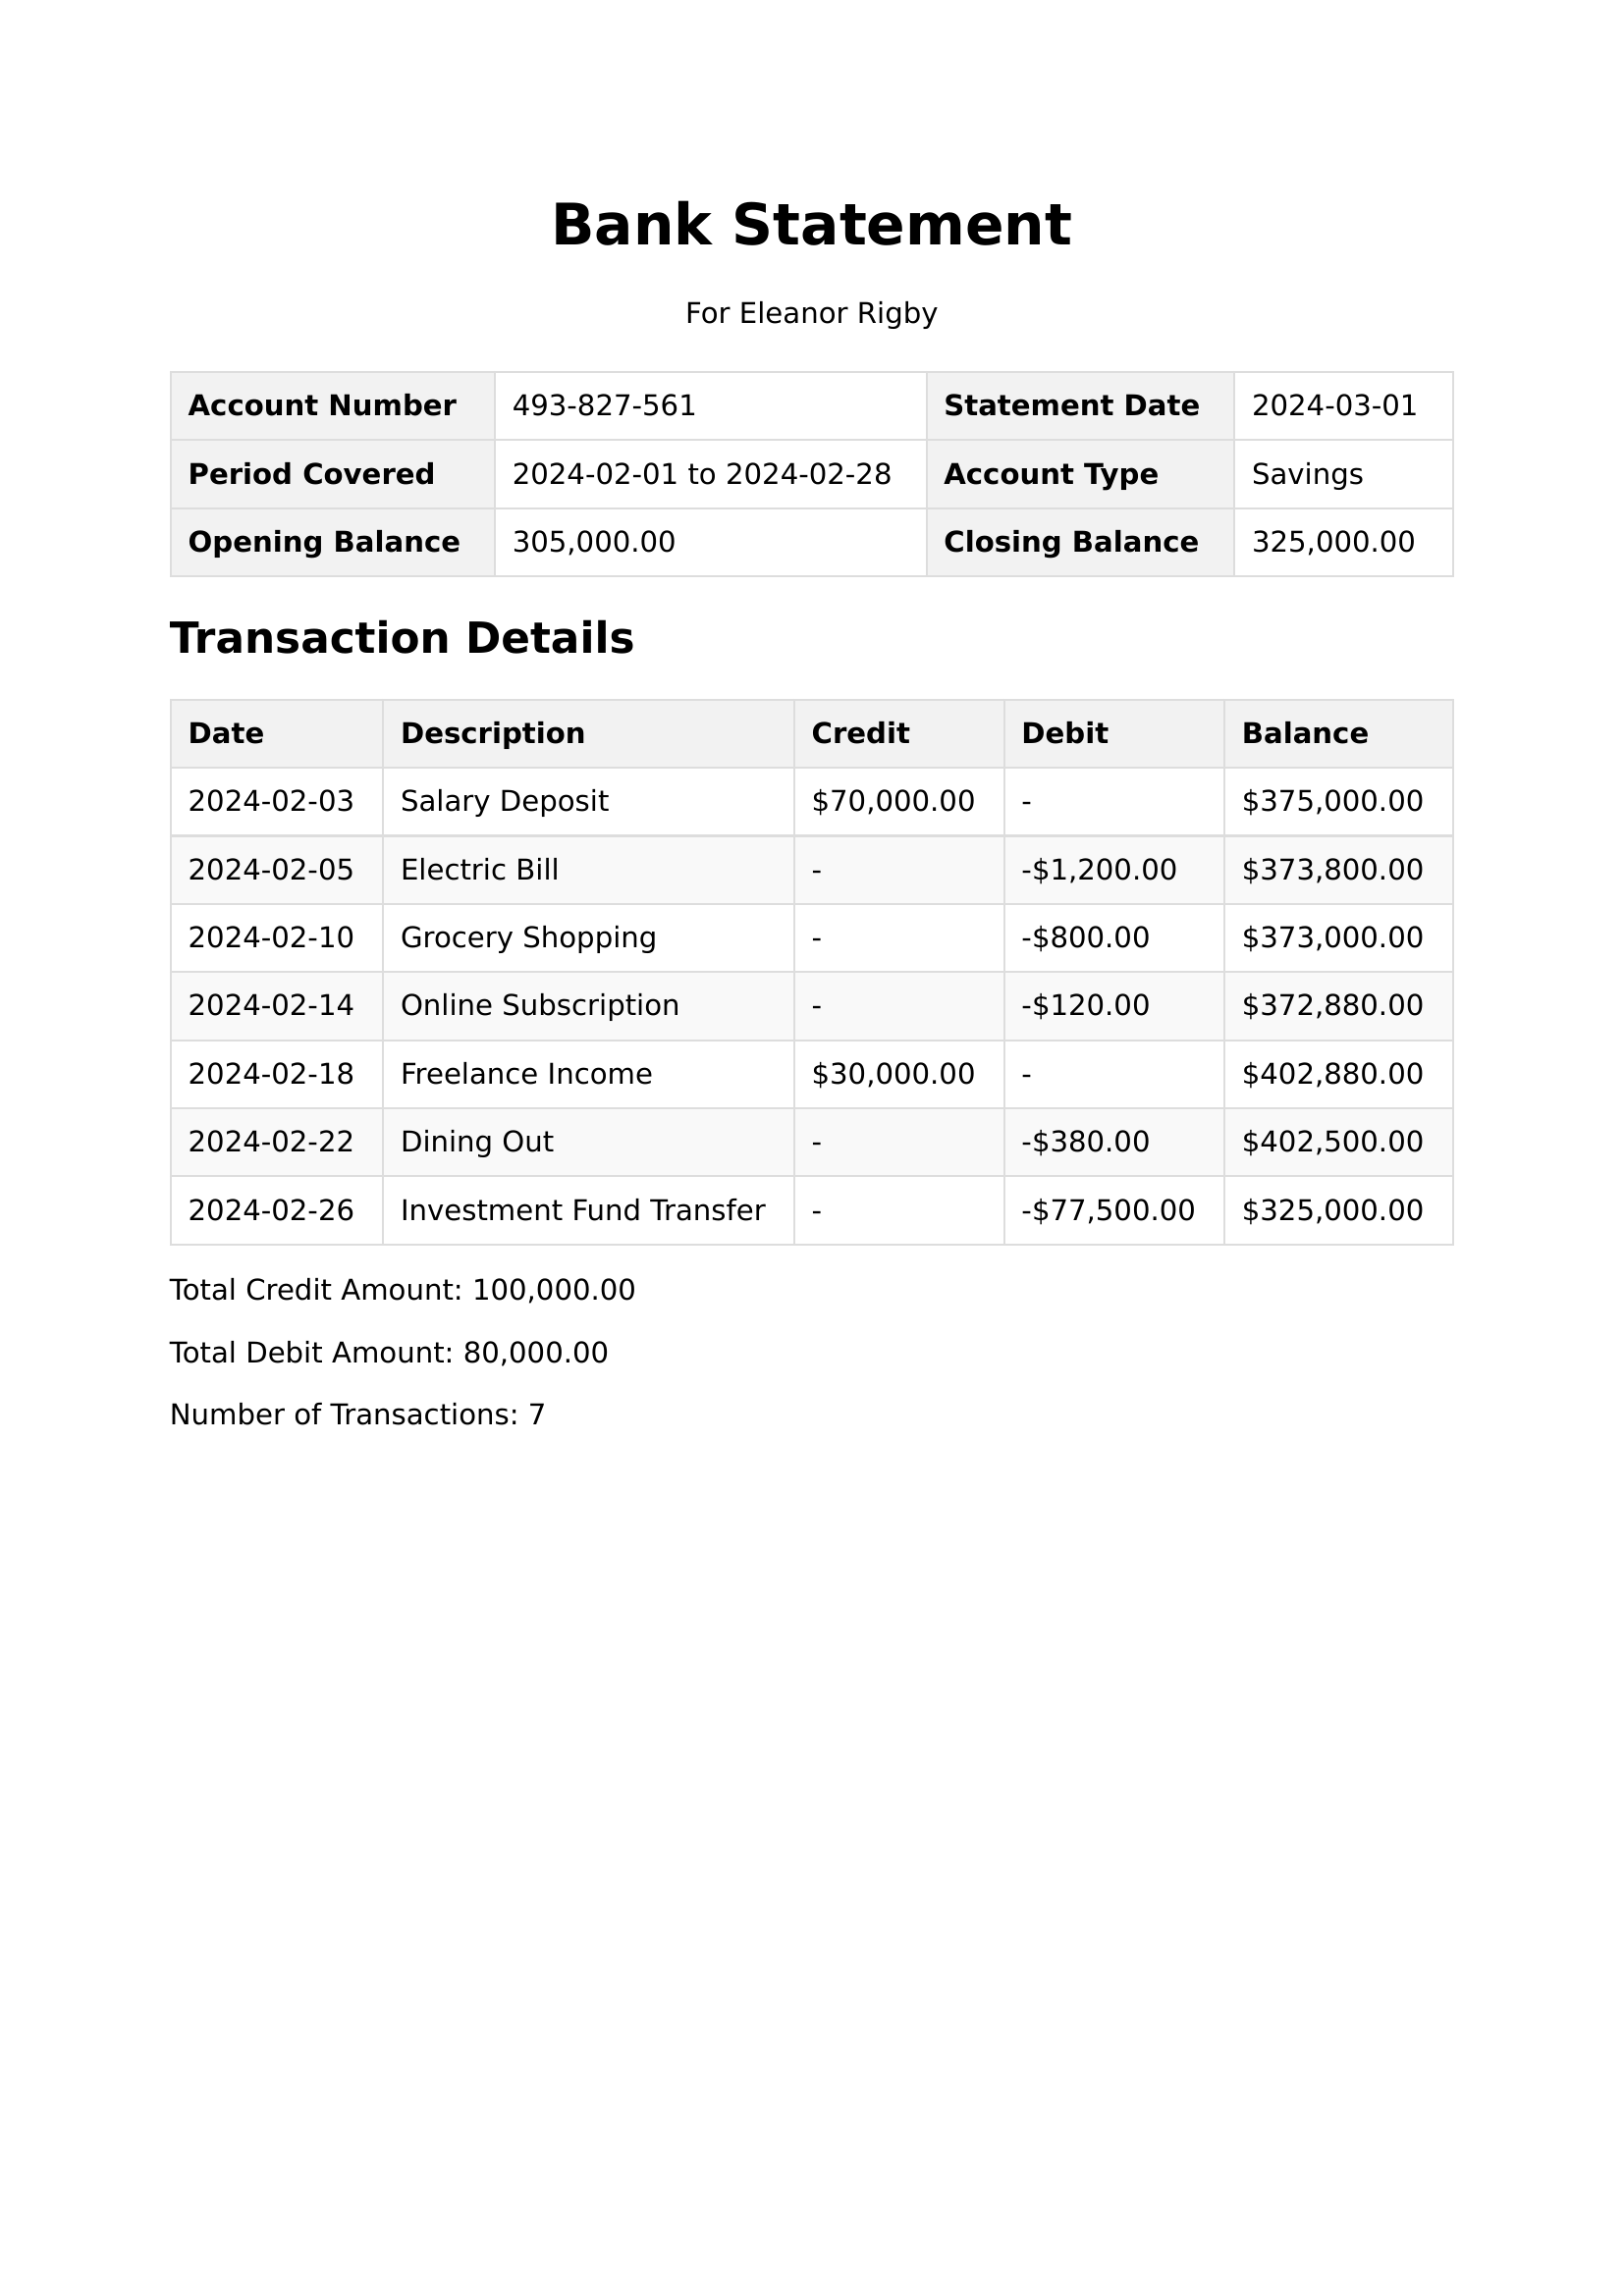 Bank Statement
For Eleanor Rigby
Account Number 493-827-561 Statement Date 2024-03-01
Period Covered 2024-02-01 to 2024-02-28 Account Type Savings
Opening Balance 305,000.00 Closing Balance 325,000.00
Transaction Details
Date Description Credit Debit Balance
2024-02-03 Salary Deposit $70,000.00 - $375,000.00
2024-02-05 Electric Bill - -$1,200.00 $373,800.00
2024-02-10 Grocery Shopping - -$800.00 $373,000.00
2024-02-14 Online Subscription - -$120.00 $372,880.00
2024-02-18 Freelance Income $30,000.00 - $402,880.00
2024-02-22 Dining Out - -$380.00 $402,500.00
2024-02-26 Investment Fund Transfer - -$77,500.00 $325,000.00
Total Credit Amount: 100,000.00
Total Debit Amount: 80,000.00
Number of Transactions: 7